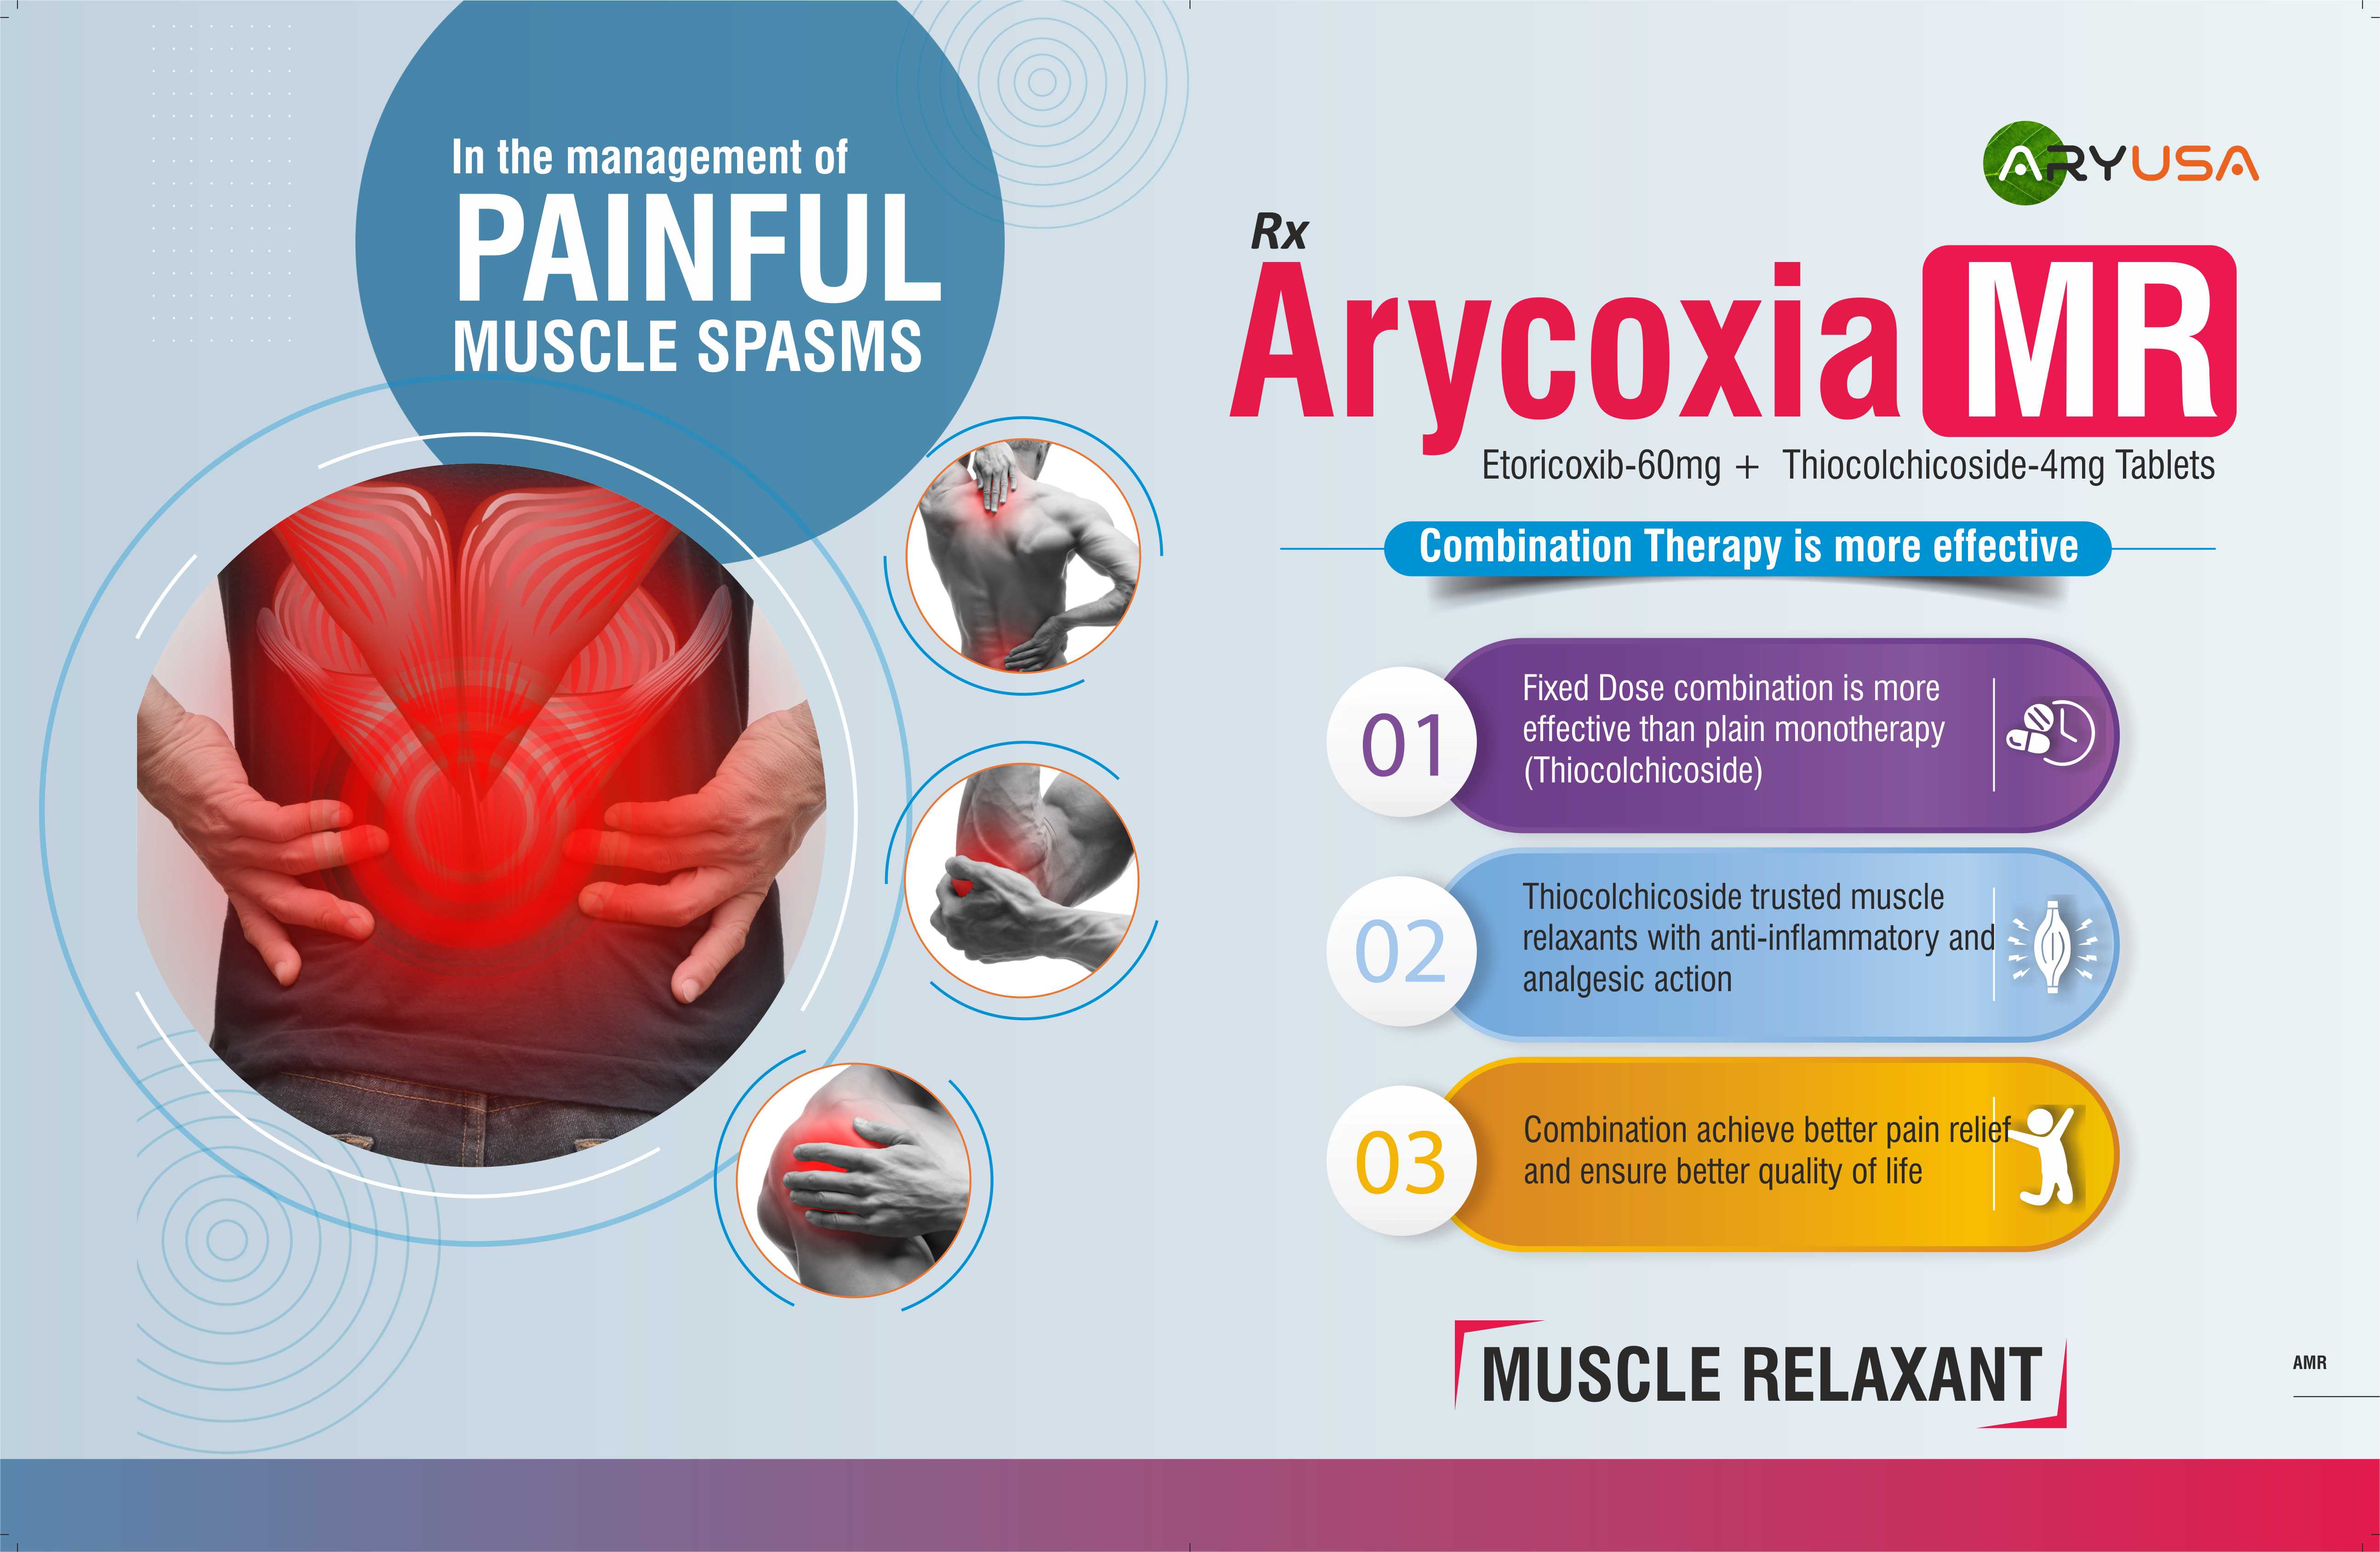 In the management of
PAINFUL
MUSCLE SPASMS
ARYUSA
Rx
Arycoxia MR
Etoricoxib-60mg + Thiocolchicoside-4mg Tablets
Combination Therapy is more effective
01
Fixed Dose combination is more
effective than plain monotherapy
(Thiocolchicoside)
02
Thiocolchicoside trusted muscle
relaxants with anti-inflammatory and
analgesic action
03
Combination achieve better pain relief
and ensure better quality of life
MUSCLE RELAXANT
AMR